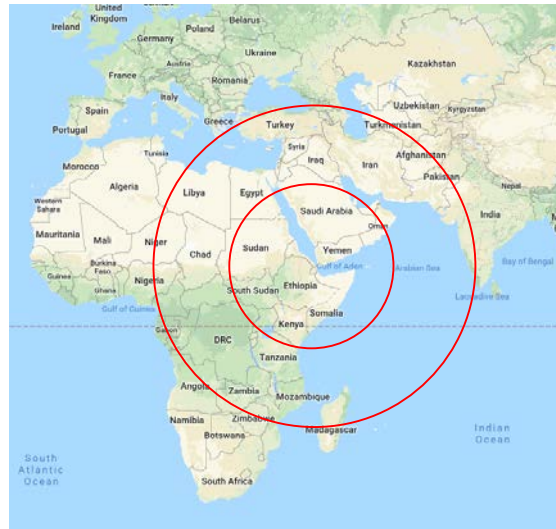 United
Kingdom
Ireland
Belarus
Poland
Germany
Ukraine
Kazakhstan
France
Austria
Romania
Italy
Spain
Portugal
Greece
Turkey
Uzbekistan
Kyrgyzstan
Turkmenistan
Tunisia
Syria
Morocco
Iraq
Iran
Afghanistan
Pakistan
Nepal
Algeria
Libya
Egypt
Western
Sahara
Saudi Arabia
Oman
India
Mauritania
Mali
Niger
Chad
Sudan
Yemen
Gulf of Aden
Arabian Sea
Bay of Bengal
Burkina
Faso
Guinea
Ghana
Nigeria
South Sudan
Ethiopia
Laccadive Sea
Gulf of Guinea
Somalia
Gabon
DRC
Kenya
Tanzania
Angola
Zambia
Mozambique
Namibia
Zimbabwe
Madagascar
Botswana
Indian
Ocean
South
Atlantic
Ocean
South Africa